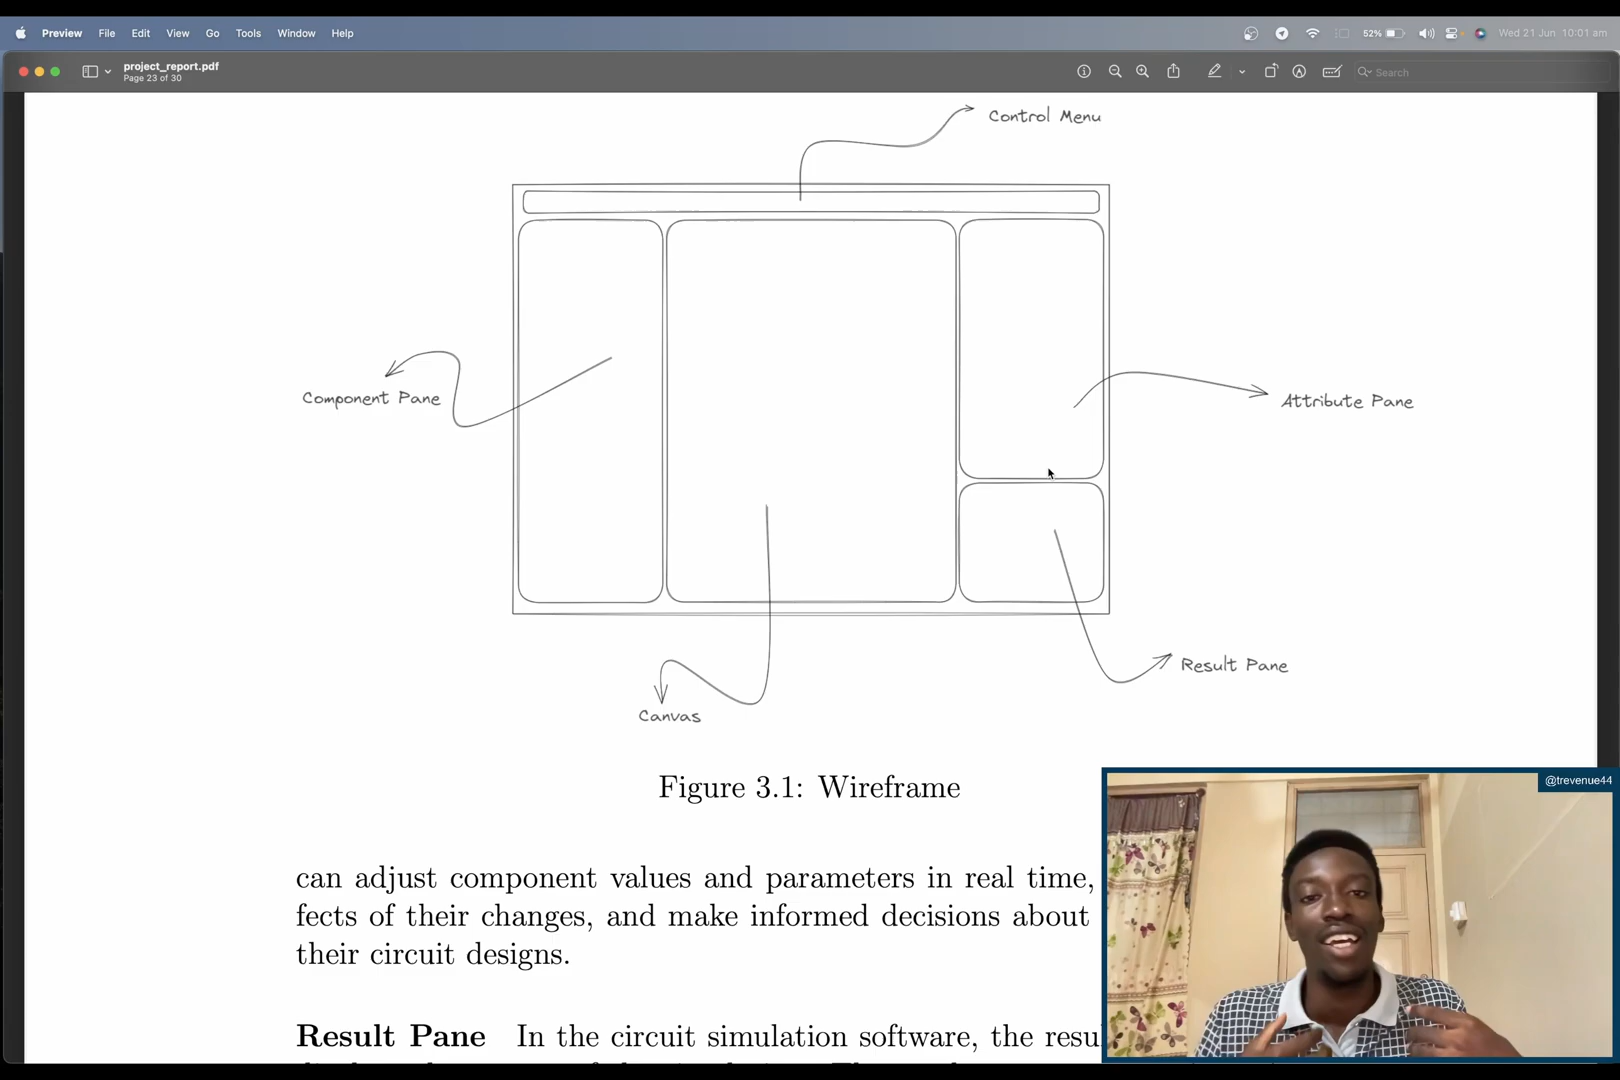 Preview File Edit View Go Tools Window Help
52% Wed 21 Jun 10:01 am
project_report.pdf
Page 23 of 30
Search
Control Menu
Component Pane
Attribute Pane
Result Pane
Canvas
Figure 3.1: Wireframe
@trevenue44
can adjust component values and parameters in real time,
fects of their changes, and make informed decisions about
their circuit designs.
Result Pane In the circuit simulation software, the resu